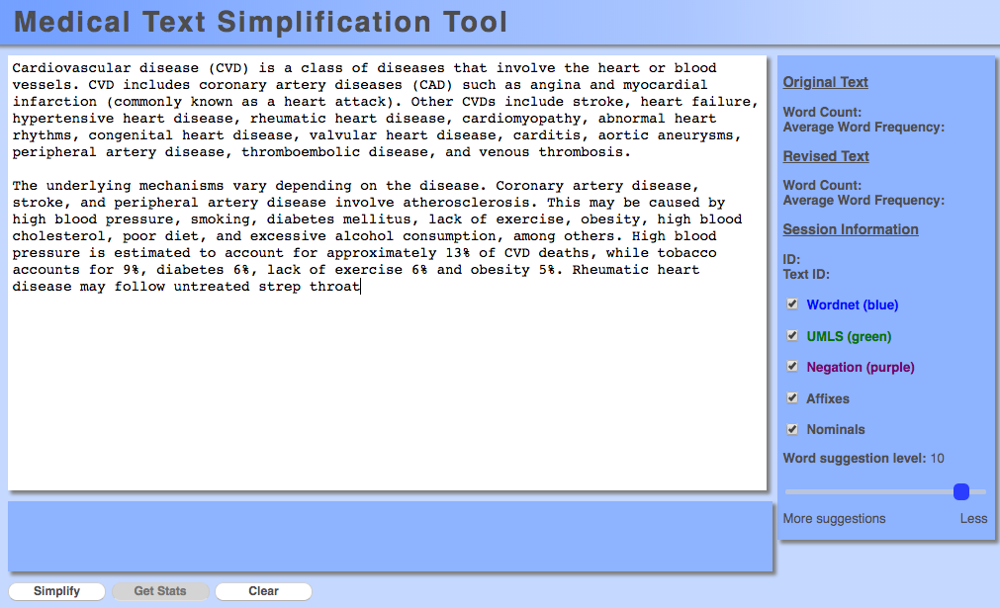 Medical Text Simplification Tool
Cardiovascular disease (CVD) is a class of diseases that involve the heart or blood
vessels. CVD includes coronary artery diseases (CAD) such as angina and myocardial
infarction (commonly known as a heart attack). Other CVDs include stroke, heart failure,
hypertensive heart disease, rheumatic heart disease, cardiomyopathy, abnormal heart
rhythms, congenital heart disease, valvular heart disease, carditis, aortic aneurysms,
peripheral artery disease, thromboembolic disease, and venous thrombosis.
The underlying mechanisms vary depending on the disease. Coronary artery disease,
stroke, and peripheral artery disease involve atherosclerosis. This may be caused by
high blood pressure, smoking, diabetes mellitus, lack of exercise, obesity, high blood
cholesterol, poor diet, and excessive alcohol consumption, among others. High blood
pressure is estimated to account for approximately 13% of CVD deaths, while tobacco
accounts for 9%, diabetes 6%, lack of exercise 6% and obesity 5%. Rheumatic heart
disease may follow untreated strep throat
Original Text
Word Count:
Average Word Frequency:
Revised Text
Word Count:
Average Word Frequency:
Session Information
ID:
Text ID:
Wordnet (blue)
UMLS (green)
Negation (purple)
Affixes
Nominals
Word suggestion level: 10
More suggestions Less
Simplify Get Stats Clear